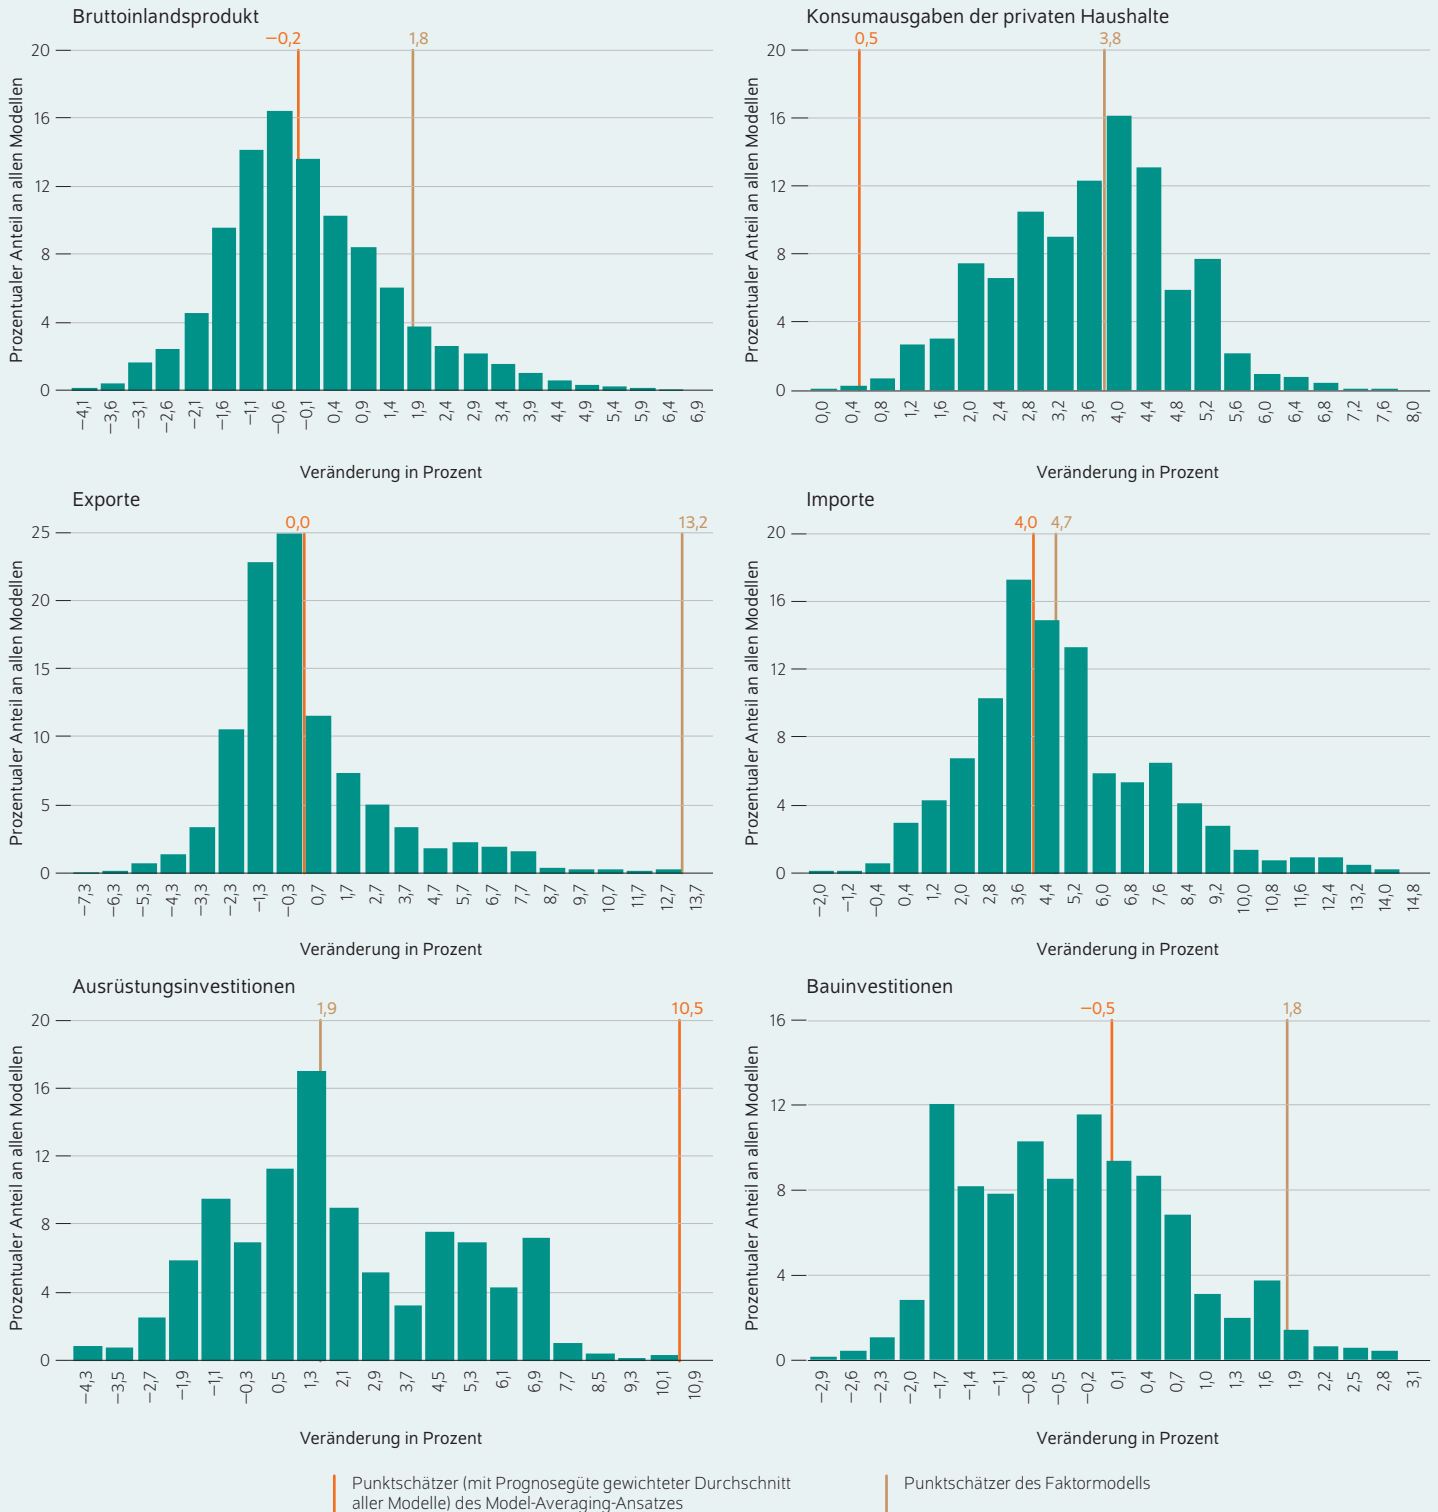 Bruttoinlandsprodukt
−0,2 1,8
Prozentualer Anteil an allen Modellen
20
16
12
8
4
0
−4,1 −3,6 −3,1 −2,6 −2,1 −1,6 −1,1 −0,6 −0,1 0,4 0,9 1,4 1,9 2,4 2,9 3,4 3,9 4,4 4,9 5,4 5,9 6,4 6,9
Veränderung in Prozent
Konsumausgaben der privaten Haushalte
0,5 3,8
Prozentualer Anteil an allen Modellen
20
16
12
8
4
0
0,0 0,4 0,8 1,2 1,6 2,0 2,4 2,8 3,2 3,6 4,0 4,4 4,8 5,2 5,6 6,0 6,4 6,8 7,2 7,6 8,0
Veränderung in Prozent
Exporte
0,0 13,2
Prozentualer Anteil an allen Modellen
25
20
15
10
5
0
−7,3 −6,3 −5,3 −4,3 −3,3 −2,3 −1,3 −0,3 0,7 1,7 2,7 3,7 4,7 5,7 6,7 7,7 8,7 9,7 10,7 11,7 12,7 13,7
Veränderung in Prozent
Importe
4,0 4,7
Prozentualer Anteil an allen Modellen
20
16
12
8
4
0
−2,0 −1,2 −0,4 0,4 1,2 2,0 2,8 3,6 4,4 5,2 6,0 6,8 7,6 8,4 9,2 10,0 10,8 11,6 12,4 13,2 14,0 14,8
Veränderung in Prozent
Ausrüstungsinvestitionen
1,9 10,5
Prozentualer Anteil an allen Modellen
20
16
12
8
4
0
−4,3 −3,5 −2,7 −1,9 −1,1 −0,3 0,5 1,3 2,1 2,9 3,7 4,5 5,3 6,1 6,9 7,7 8,5 9,3 10,1 10,9
Veränderung in Prozent
Bauinvestitionen
−0,5 1,8
Prozentualer Anteil an allen Modellen
16
12
8
4
0
−2,9 −2,6 −2,3 −2,0 −1,7 −1,4 −1,1 −0,8 −0,5 −0,2 0,1 0,4 0,7 1,0 1,3 1,6 1,9 2,2 2,5 2,8 3,1
Veränderung in Prozent
Punktschätzer (mit Prognosegüte gewichteter Durchschnitt
aller Modelle) des Model-Averaging-Ansatzes
Punktschätzer des Faktormodells